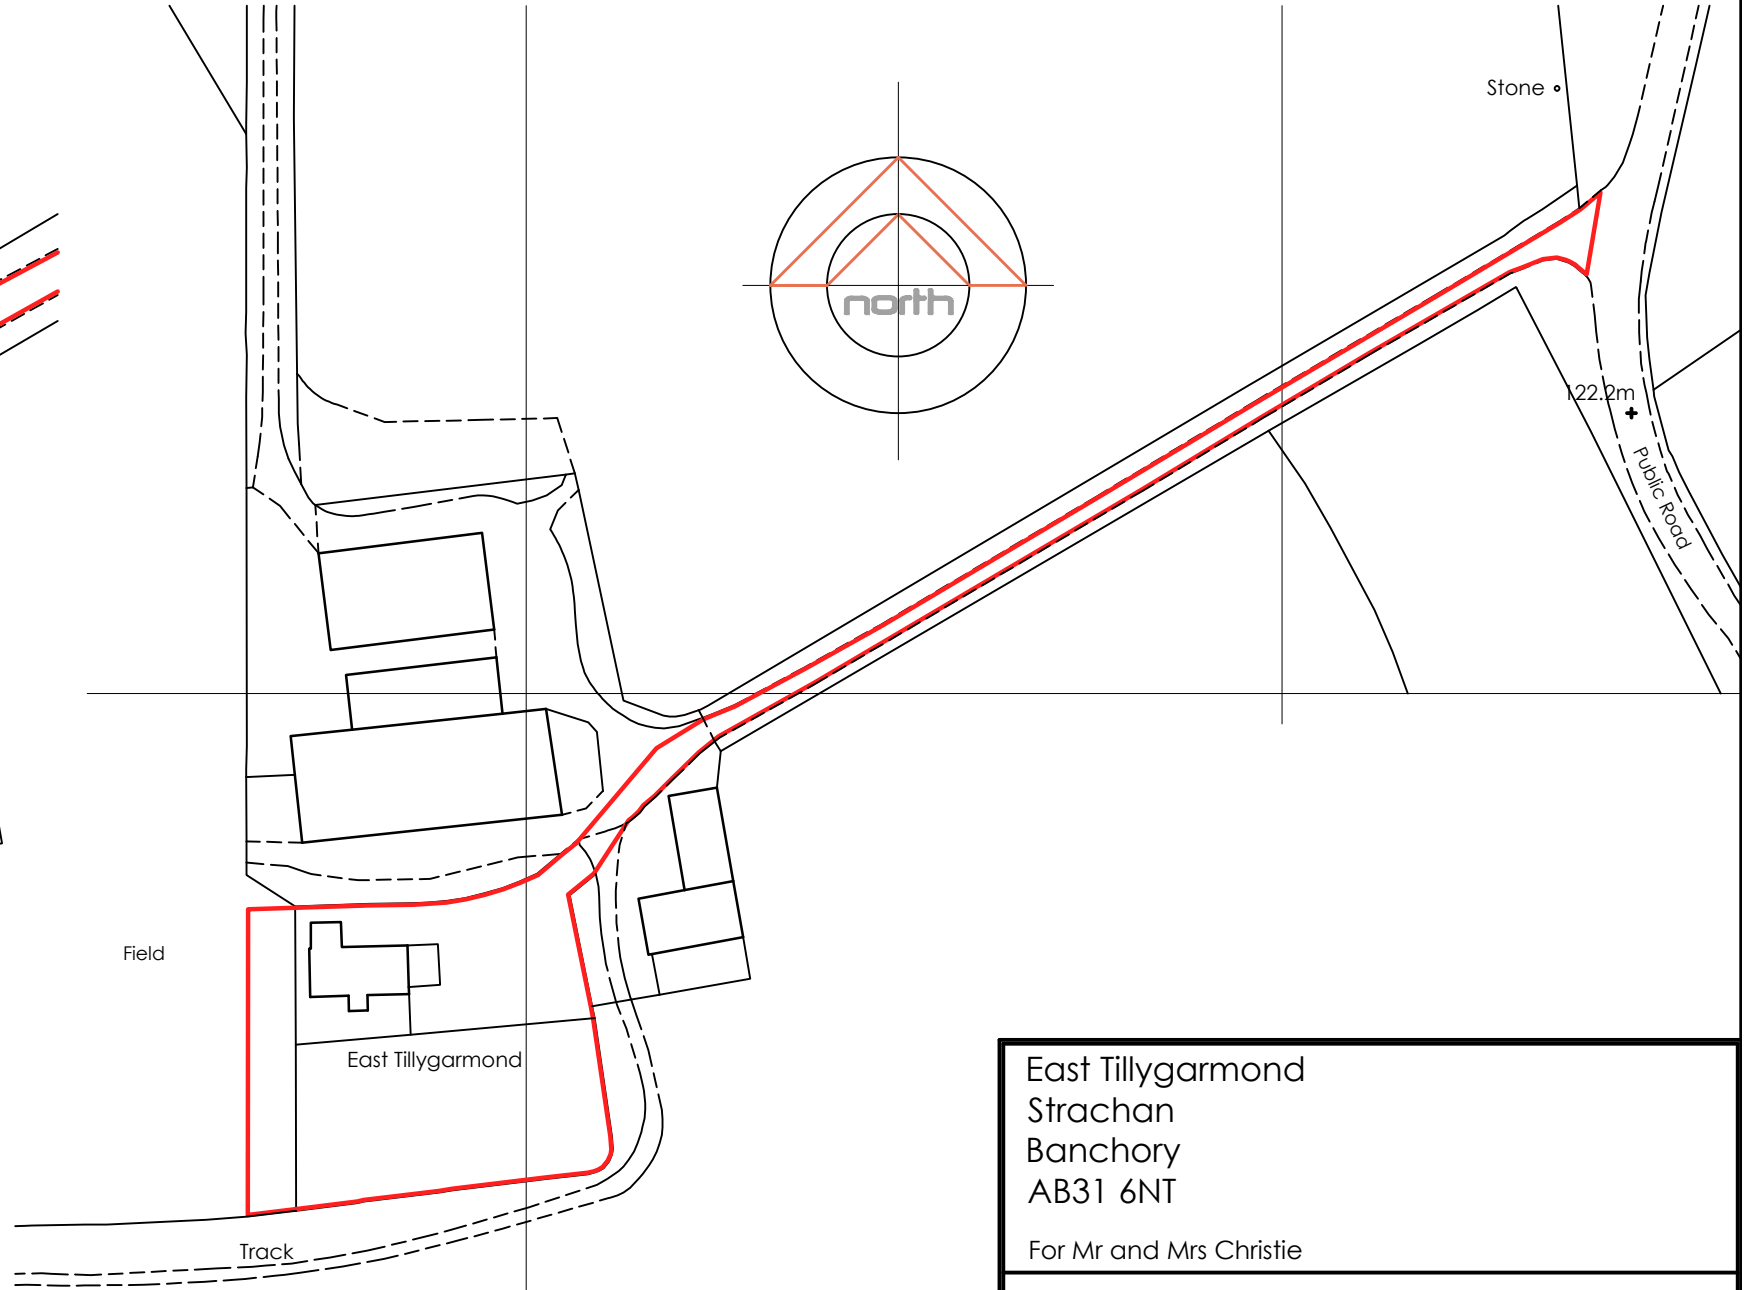 Stone
north
122.2m
Public Road
Field
East Tillygarmond
Track
East Tillygarmond
Strachan
Banchory
AB31 6NT
For Mr and Mrs Christie